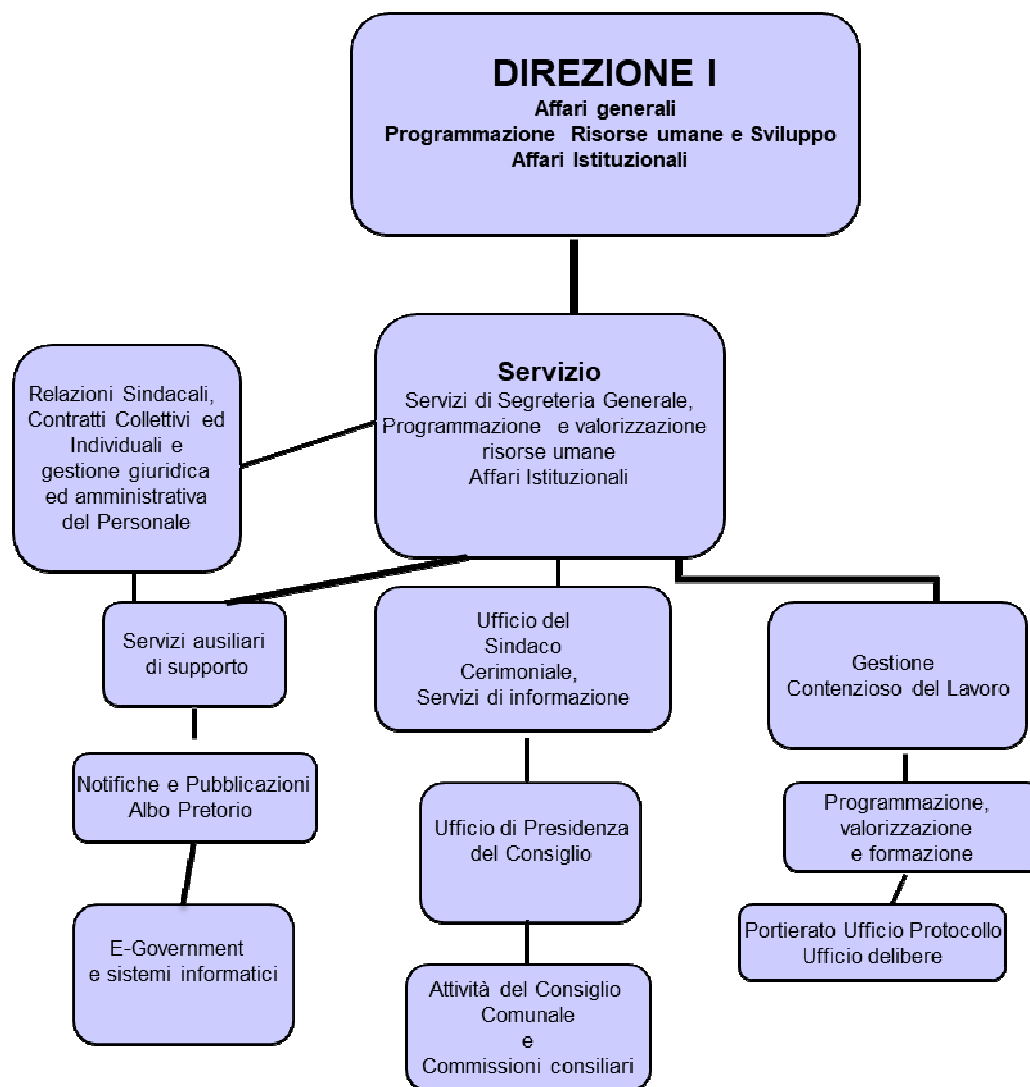 DIREZIONE I
Affari generali
Programmazione Risorse umane e Sviluppo
Affari Istituzionali
Servizio
Servizi di Segreteria Generale,
Programmazione e valorizzazione
risorse umane
Affari Istituzionali
Relazioni Sindacali,
Contratti Collettivi ed
Individuali e
gestione giuridica
ed amministrativa
del Personale
Servizi ausiliari
di supporto
Notifiche e Pubblicazioni
Albo Pretorio
E-Government
e sistemi informatici
Ufficio del
Sindaco
Cerimoniale,
Servizi di informazione
Ufficio di Presidenza
del Consiglio
Attività del Consiglio
Comunale
e
Commissioni consiliari
Gestione
Contenzioso del Lavoro
Programmazione,
valorizzazione
e formazione
Portierato Ufficio Protocollo
Ufficio delibere